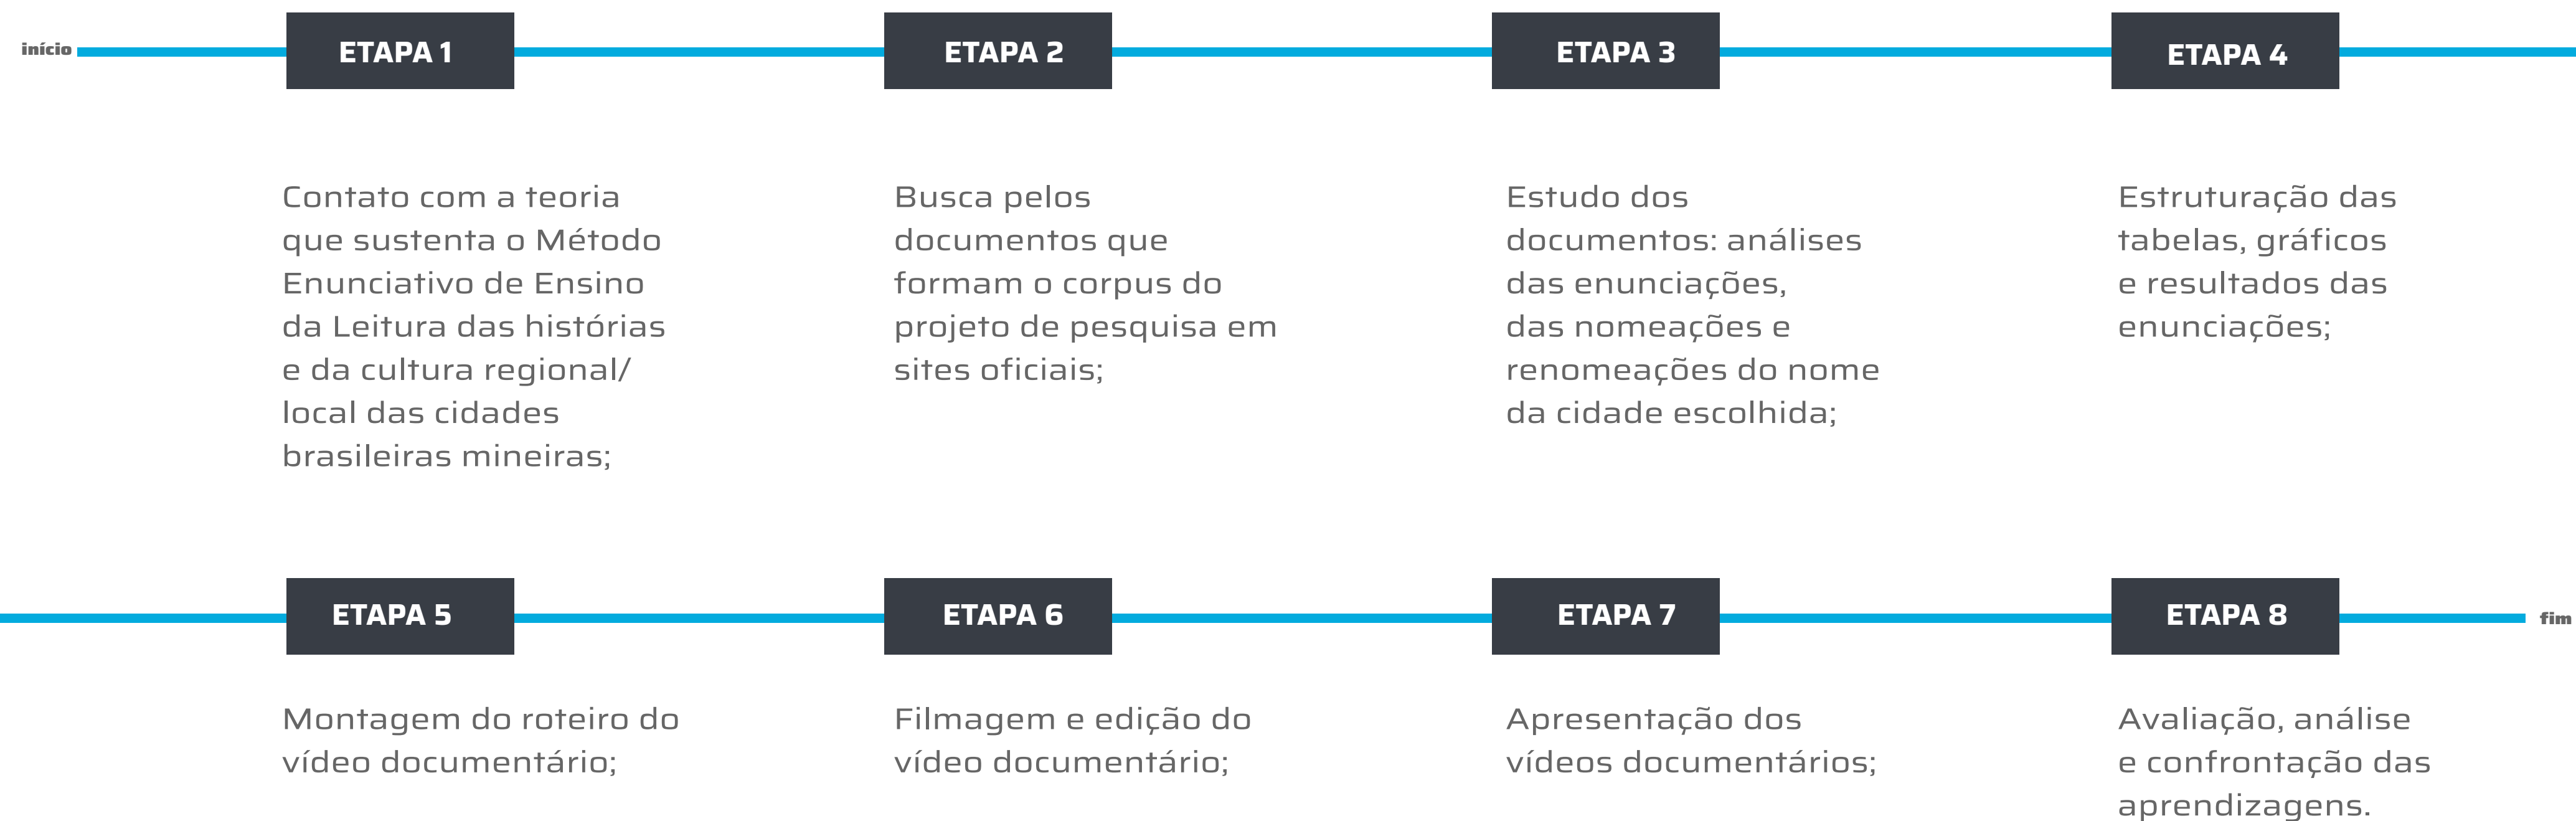 início
ETAPA 1
ETAPA 2
ETAPA 3
ETAPA 4
Contato com a teoria
que sustenta o Método
Enunciativo de Ensino
da Leitura das histórias
e da cultura regional/
local das cidades
brasileiras mineiras;
Busca pelos
documentos que
formam o corpus do
projeto de pesquisa em
sites oficiais;
Estudo dos
documentos: análises
das enunciações,
das nomeações e
renomeações do nome
da cidade escolhida;
Estruturação das
tabelas, gráficos
e resultados das
enunciações;
ETAPA 5
ETAPA 6
ETAPA 7
ETAPA 8
fim
Montagem do roteiro do
vídeo documentário;
Filmagem e edição do
vídeo documentário;
Apresentação dos
vídeos documentários;
Avaliação, análise
e confrontação das
aprendizagens.